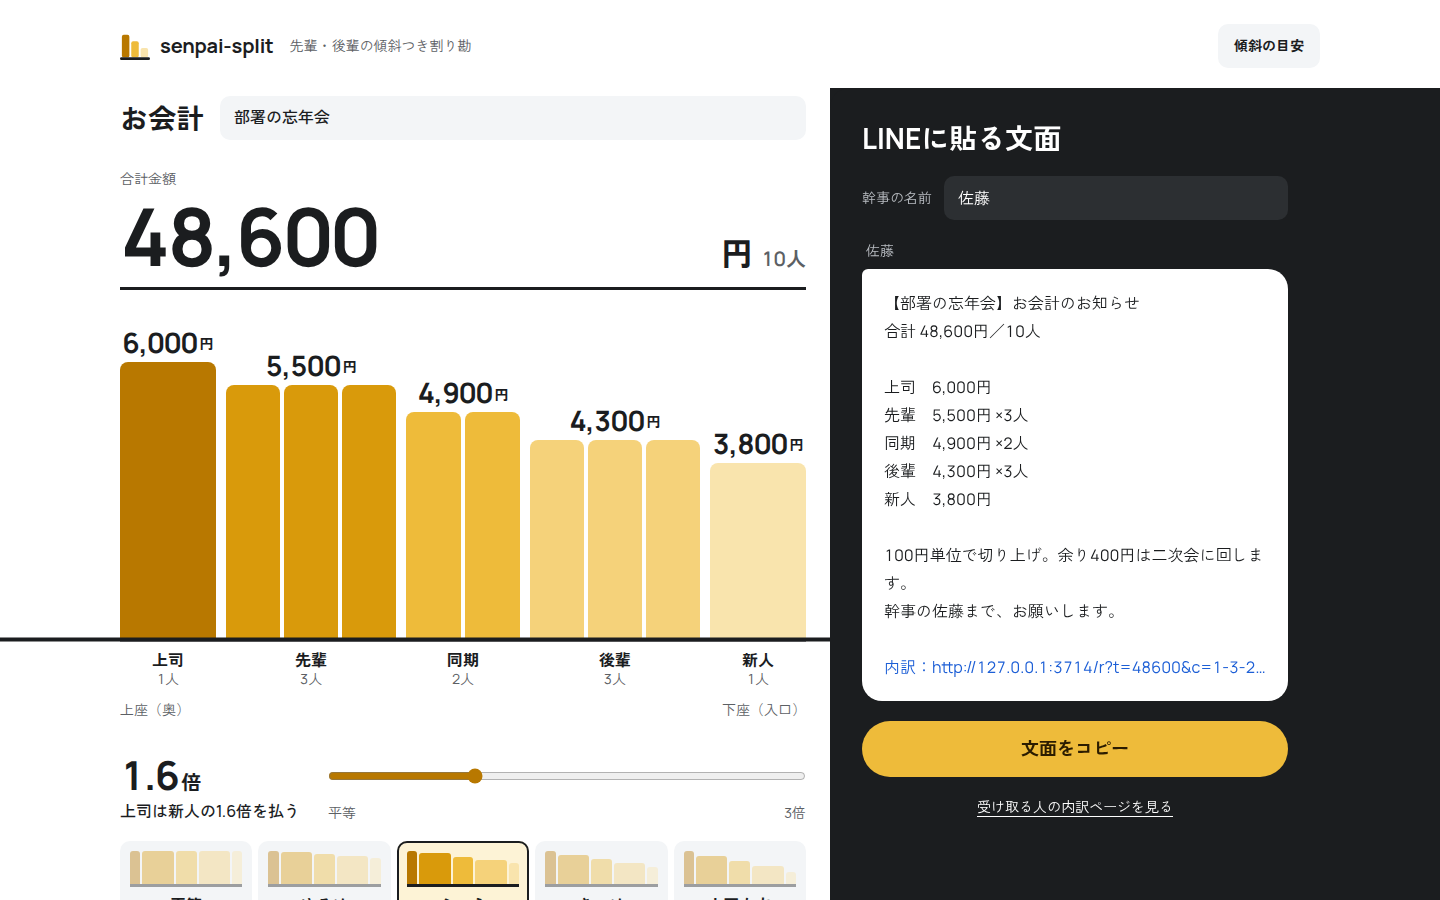 senpai-split
先輩・後輩の傾斜つき割り勘
傾斜の目安
お会計
部署の忘年会
合計金額
48,600
円 10人
6,000円
5,500円
4,900円
4,300円
3,800円
上司
1人
先輩
3人
同期
2人
後輩
3人
新人
1人
上座（奥）
下座（入口）
1.6倍
上司は新人の1.6倍を払う
平等
3倍
LINEに貼る文面
幹事の名前
佐藤
佐藤
【部署の忘年会】お会計のお知らせ
合計 48,600円／10人
上司　6,000円
先輩　5,500円 ×3人
同期　4,900円 ×2人
後輩　4,300円 ×3人
新人　3,800円
100円単位で切り上げ。余り400円は二次会に回しま
す。
幹事の佐藤まで、お願いします。
内訳：http://127.0.0.1:3714/r?t=48600&c=1-3-2...
文面をコピー
受け取る人の内訳ページを見る